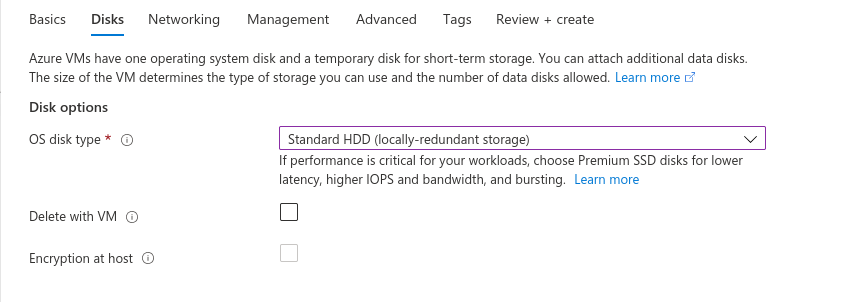 Basics Disks Networking Management Advanced Tags Review + create
Azure VMs have one operating system disk and a temporary disk for short-term storage. You can attach additional data disks.
The size of the VM determines the type of storage you can use and the number of data disks allowed. Learn more
Disk options
OS disk type * Standard HDD (locally-redundant storage)
If performance is critical for your workloads, choose Premium SSD disks for lower
latency, higher IOPS and bandwidth, and bursting. Learn more
Delete with VM
Encryption at host